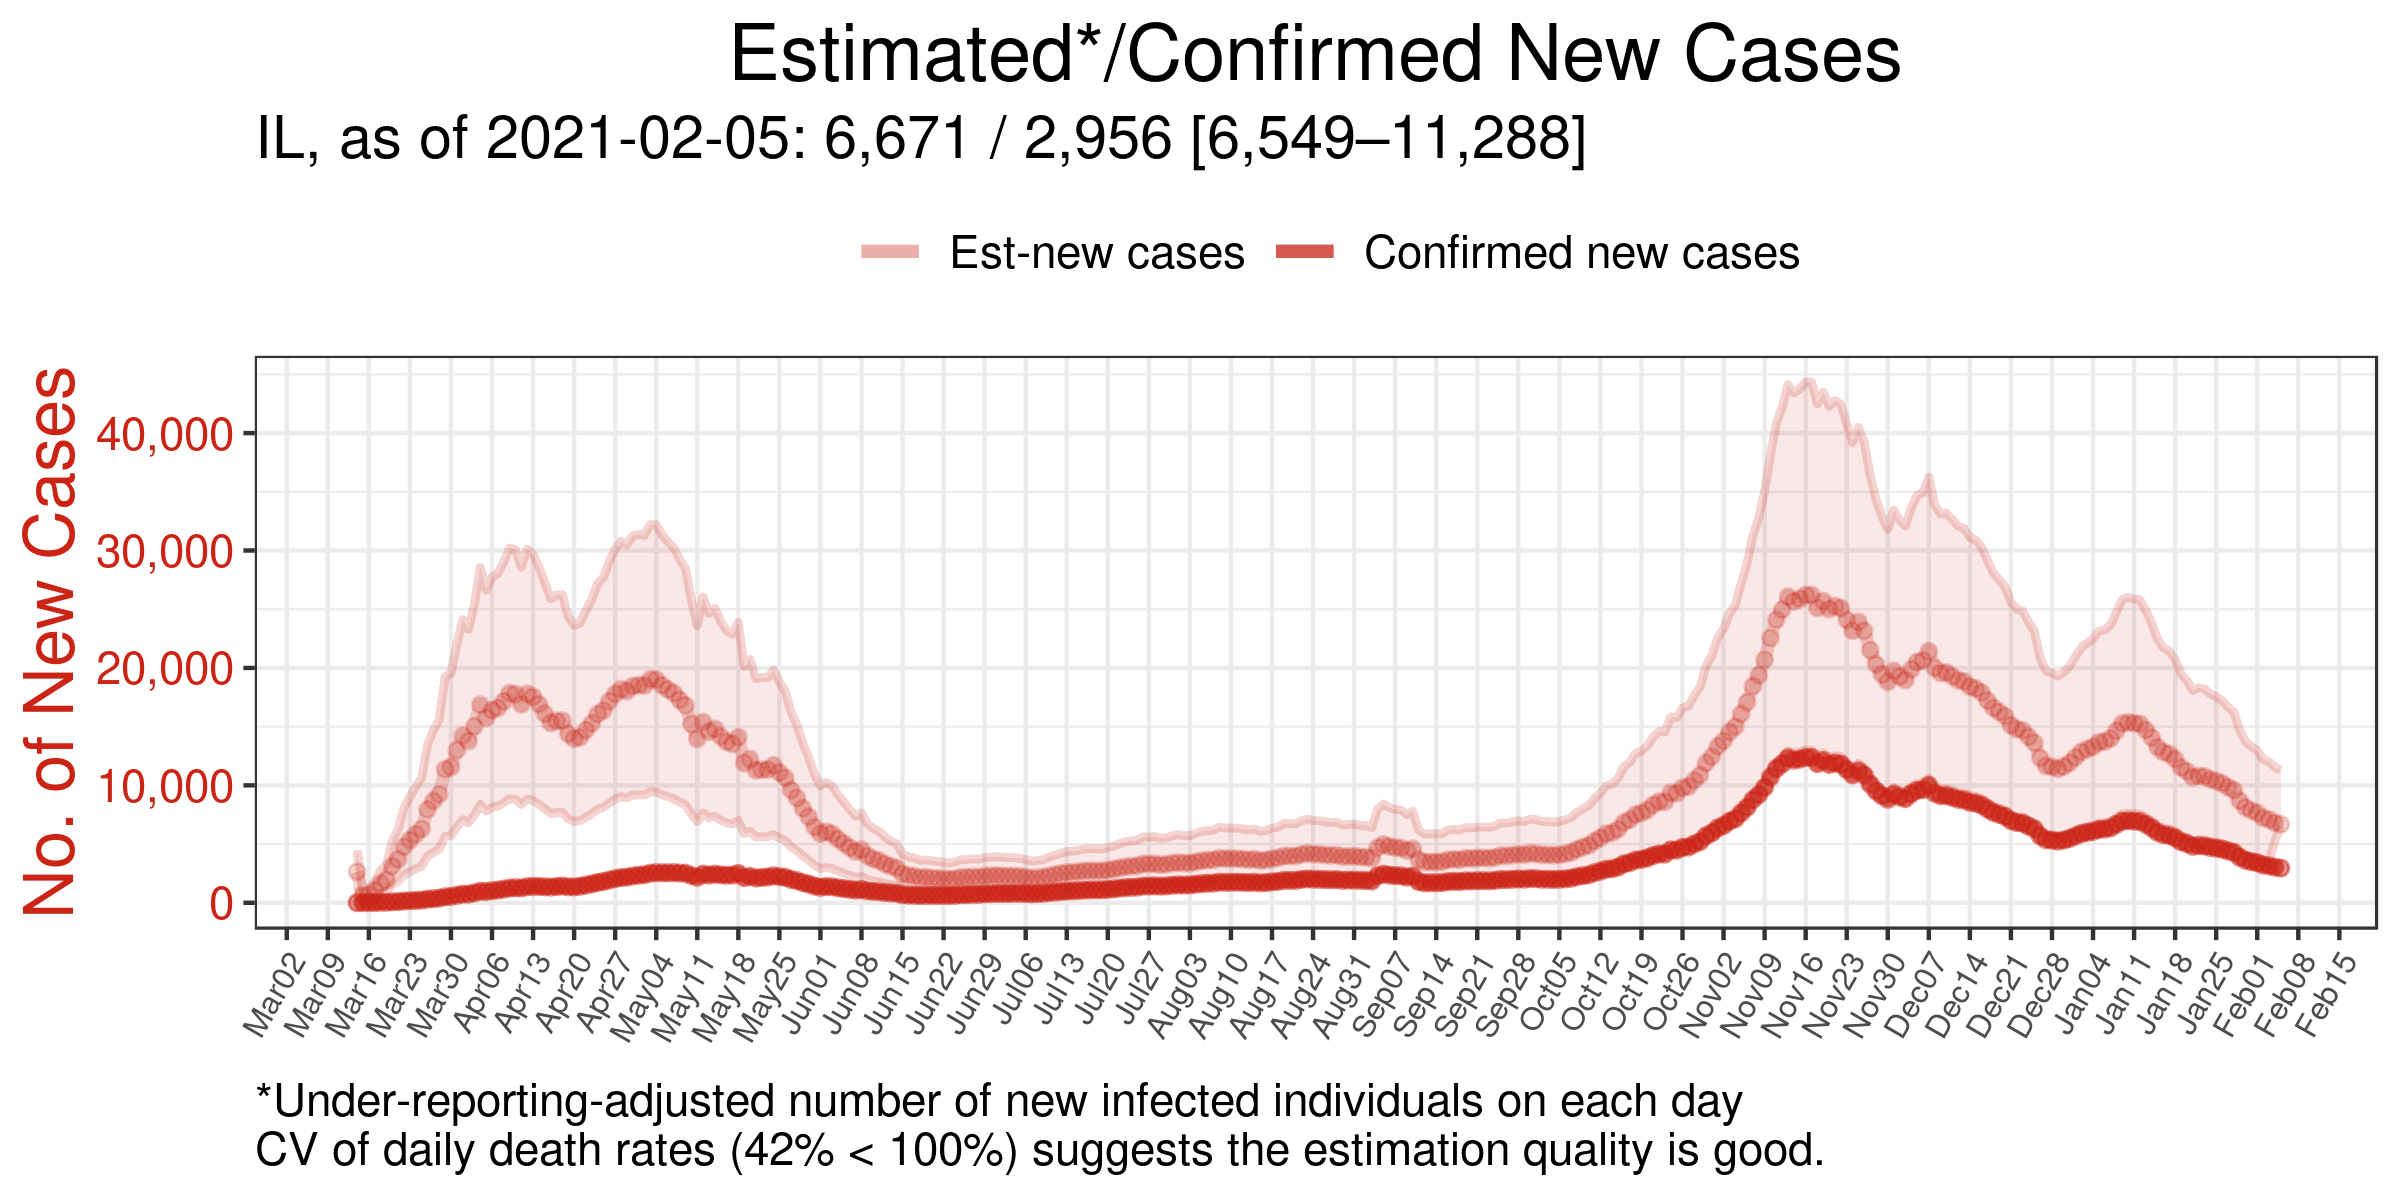 Estimated*/Confirmed New Cases
IL, as of 2021-02-05: 6,671 / 2,956 [6,549–11,288]
Est-new cases
Confirmed new cases
No. of New Cases
40,000
30,000
20,000
10,000
0
Mar02
Mar09
Mar16
Mar23
Mar30
Apr06
Apr13
Apr20
Apr27
May04
May11
May18
May25
Jun01
Jun08
Jun15
Jun22
Jun29
Jul06
Jul13
Jul20
Jul27
Aug03
Aug10
Aug17
Aug24
Aug31
Sep07
Sep14
Sep21
Sep28
Oct05
Oct12
Oct19
Oct26
Nov02
Nov09
Nov16
Nov23
Nov30
Dec07
Dec14
Dec21
Dec28
Jan04
Jan11
Jan18
Jan25
Feb01
Feb08
Feb15
*Under-reporting-adjusted number of new infected individuals on each day
CV of daily death rates (42% < 100%) suggests the estimation quality is good.